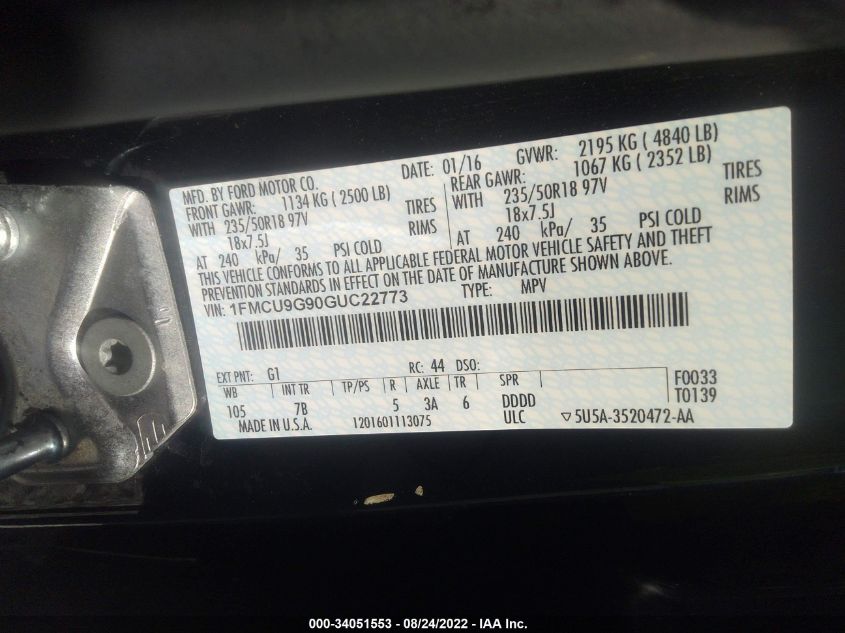 MFD. BY FORD MOTOR CO.
DATE: 01/16 GVWR: 2195 KG ( 4840 LB)
FRONT GAWR: 1134 KG ( 2500 LB)
REAR GAWR: 1067 KG ( 2352 LB)
WITH 235/50R18 97V TIRES
WITH 235/50R18 97V TIRES
18x7.5J RIMS
18x7.5J RIMS
AT 240 kPa/ 35 PSI COLD
AT 240 kPa/ 35 PSI COLD
THIS VEHICLE CONFORMS TO ALL APPLICABLE FEDERAL MOTOR VEHICLE SAFETY AND THEFT
PREVENTION STANDARDS IN EFFECT ON THE DATE OF MANUFACTURE SHOWN ABOVE.
VIN: 1FMCU9G90GUC22773 TYPE: MPV
EXT PNT: G1 RC: 44 DSO:
WB INT TR TP/PS R AXLE TR SPR F0033
105 7B 5 3A 6 DDDD T0139
MADE IN U.S.A. 1201601113075 ULC ▽5U5A-3520472-AA
000-34051553 - 08/24/2022 - IAA Inc.